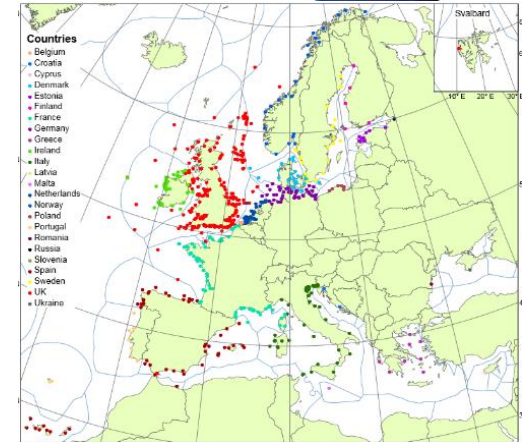 Svalbard
10° E 20° E 30° E
Countries
Belgium
Croatia
Cyprus
Denmark
Estonia
Finland
France
Germany
Greece
Ireland
Italy
Latvia
Malta
Netherlands
Norway
Poland
Portugal
Romania
Russia
Slovenia
Spain
Sweden
UK
Ukraine